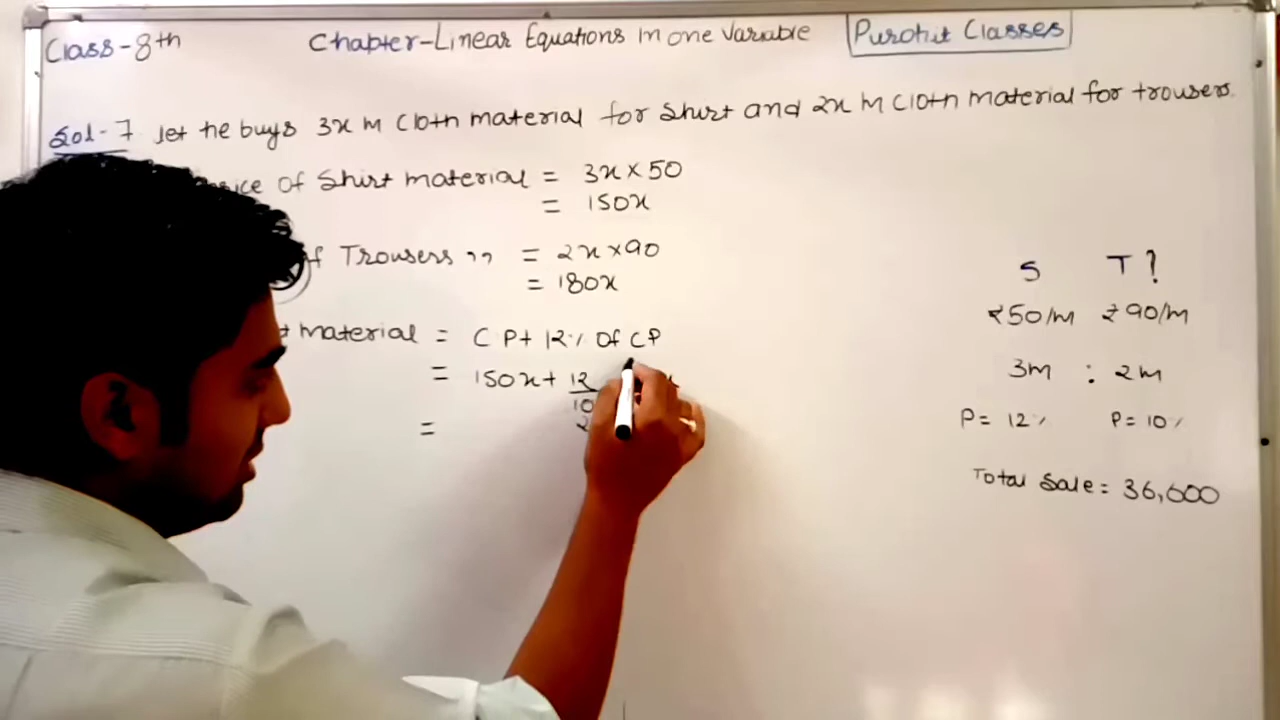 Class-8th Chapter-Linear Equations In one Variable Purohit Classes
Sol-7 Let he buys 3x m Cloth material for Shirt and 2x m Cloth material for trousers.
of Shirt material = 3x×50
= 150x
Trousers " = 2x×90
= 180x
material = CP+12% Of CP
= 150x+ 12
=
S T?
₹50/m ₹90/m
3m : 2m
P= 12% P= 10%
Total Sale= 36,600